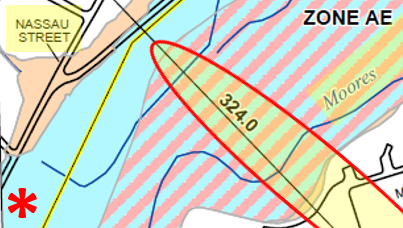 NASSAU
STREET
ZONE AE
Moores
324.0
M